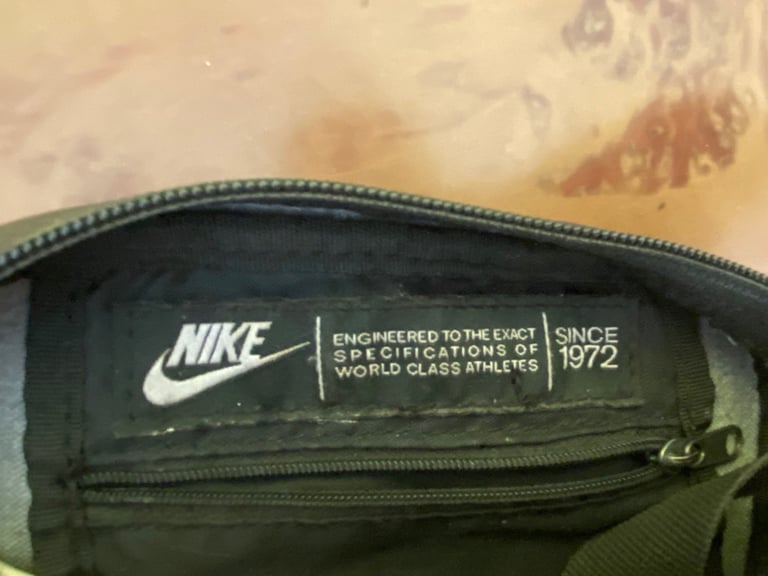 NIKE
ENGINEERED TO THE EXACT
SPECIFICATIONS OF
WORLD CLASS ATHLETES
SINCE
1972